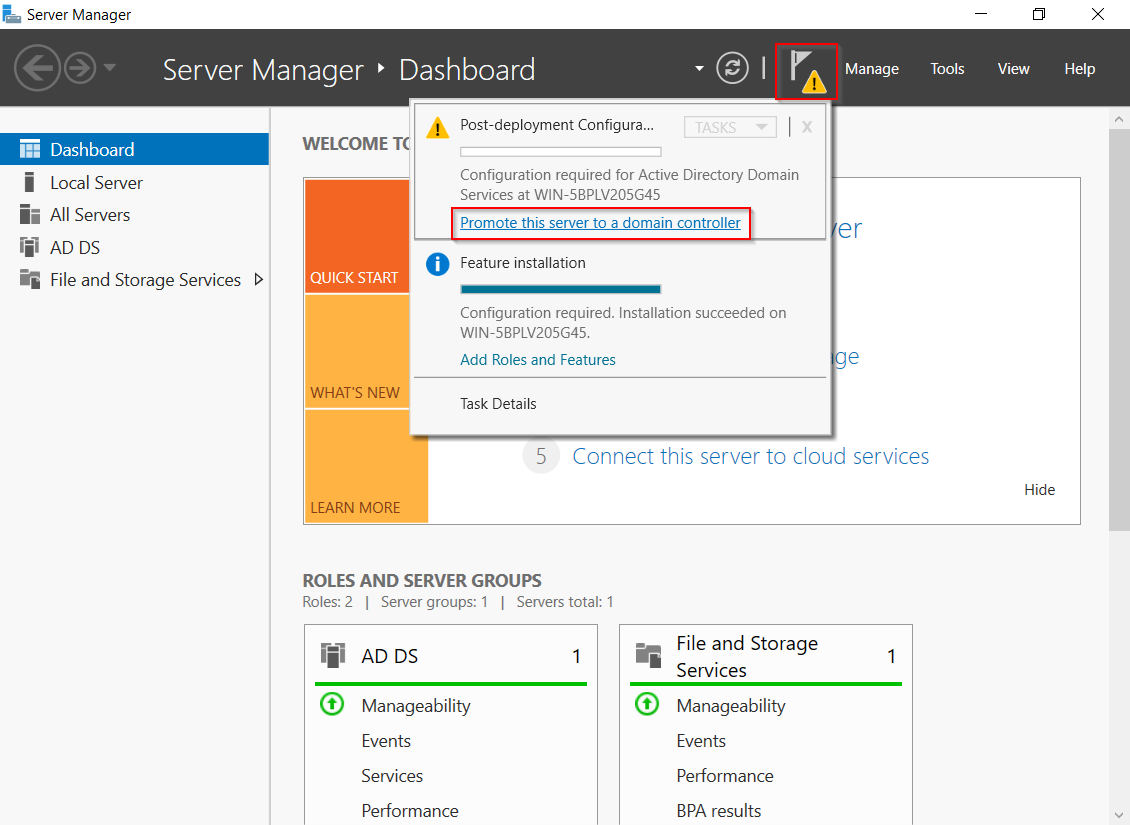 Server Manager
Server Manager ‣ Dashboard
Manage Tools View Help
Dashboard
Local Server
All Servers
AD DS
File and Storage Services
WELCOME TO
QUICK START
WHAT'S NEW
LEARN MORE
Post-deployment Configura...
TASKS
X
Configuration required for Active Directory Domain
Services at WIN-5BPLV205G45
Promote this server to a domain controller
Feature installation
Configuration required. Installation succeeded on
WIN-5BPLV205G45.
Add Roles and Features
Task Details
ver
age
5 Connect this server to cloud services
Hide
ROLES AND SERVER GROUPS
Roles: 2 | Server groups: 1 | Servers total: 1
AD DS 1
Manageability
Events
Services
Performance
File and Storage
Services 1
Manageability
Events
Performance
BPA results